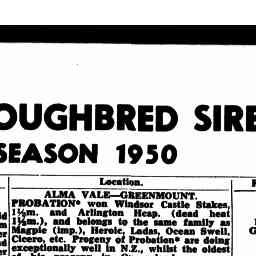 OUGHBRED SIRE
SEASON 1950
Location.
ALMA VALE—GREENMOUNT.
PROBATION* won Windsor Castle Stakes,
1⅛m. and Arlington Hcap. (dead heat
1¼m.), and belongs to the same family as
Magpie (imp.), Heroic, Ladas, Ocean Swell,
Cicero, etc. Progeny of Probation* are doing
exceptionally well in N.Z., whilst the oldest